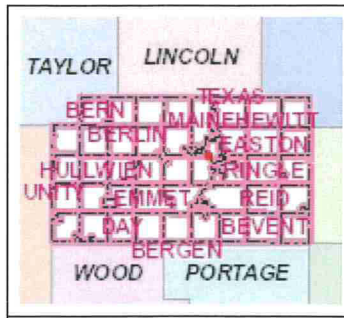 TAYLOR LINCOLN
TEXAS
BERN
MAINE HEWITT
BERLIN
EASTON
HULL WIEN
RINGLE
UNITY
EMMET REID
DAY BEVENT
BERGEN
WOOD PORTAGE